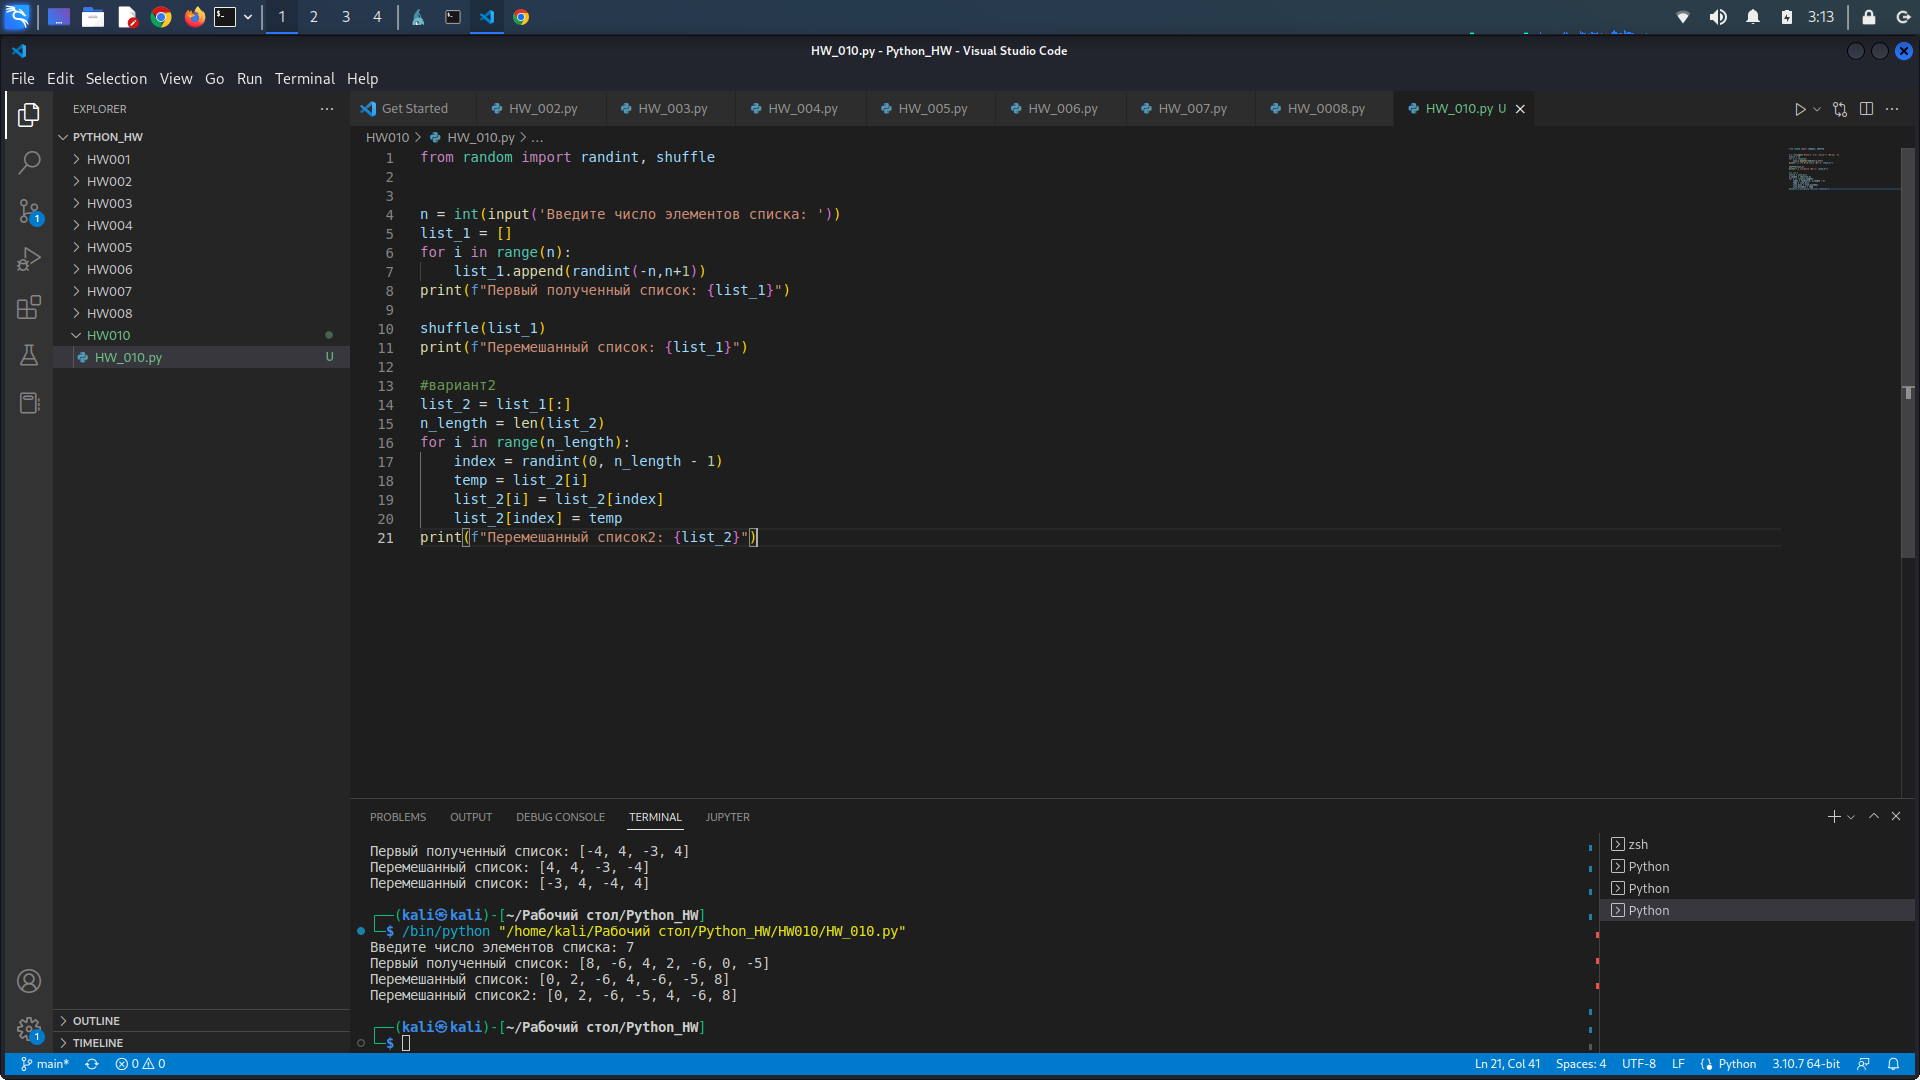 1 2 3 4
3:13
HW_010.py - Python_HW - Visual Studio Code
File Edit Selection View Go Run Terminal Help
EXPLORER
PYTHON_HW
HW001
HW002
HW003
HW004
HW005
HW006
HW007
HW008
HW010
HW_010.py U
OUTLINE
TIMELINE
Get Started HW_002.py HW_003.py HW_004.py HW_005.py HW_006.py HW_007.py HW_0008.py HW_010.py U
HW010 > HW_010.py > ...
1 from random import randint, shuffle
2
3
4 n = int(input('Введите число элементов списка: '))
5 list_1 = []
6 for i in range(n):
7     list_1.append(randint(-n,n+1))
8 print(f"Первый полученный список: {list_1}")
9
10 shuffle(list_1)
11 print(f"Перемешанный список: {list_1}")
12
13 #вариант2
14 list_2 = list_1[:]
15 n_length = len(list_2)
16 for i in range(n_length):
17     index = randint(0, n_length - 1)
18     temp = list_2[i]
19     list_2[i] = list_2[index]
20     list_2[index] = temp
21 print(f"Перемешанный список2: {list_2}")
PROBLEMS OUTPUT DEBUG CONSOLE TERMINAL JUPYTER
Первый полученный список: [-4, 4, -3, 4]
Перемешанный список: [4, 4, -3, -4]
Перемешанный список: [-3, 4, -4, 4]
┌──(kali㉿kali)-[~/Рабочий стол/Python_HW]
└─$ /bin/python "/home/kali/Рабочий стол/Python_HW/HW010/HW_010.py"
Введите число элементов списка: 7
Первый полученный список: [8, -6, 4, 2, -6, 0, -5]
Перемешанный список: [0, 2, -6, 4, -6, -5, 8]
Перемешанный список2: [0, 2, -6, -5, 4, -6, 8]
┌──(kali㉿kali)-[~/Рабочий стол/Python_HW]
└─$
zsh
Python
Python
Python
1
1
main* 0 0
Ln 21, Col 41 Spaces: 4 UTF-8 LF Python 3.10.7 64-bit